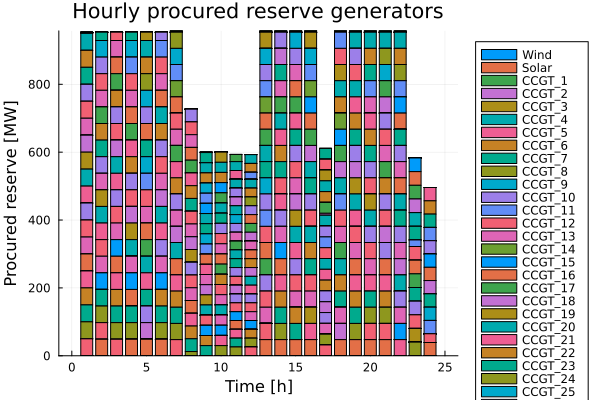 Hourly procured reserve generators
Procured reserve [MW]
800
600
400
200
0
0 5 10 15 20 25
Time [h]
Wind
Solar
CCGT_1
CCGT_2
CCGT_3
CCGT_4
CCGT_5
CCGT_6
CCGT_7
CCGT_8
CCGT_9
CCGT_10
CCGT_11
CCGT_12
CCGT_13
CCGT_14
CCGT_15
CCGT_16
CCGT_17
CCGT_18
CCGT_19
CCGT_20
CCGT_21
CCGT_22
CCGT_23
CCGT_24
CCGT_25